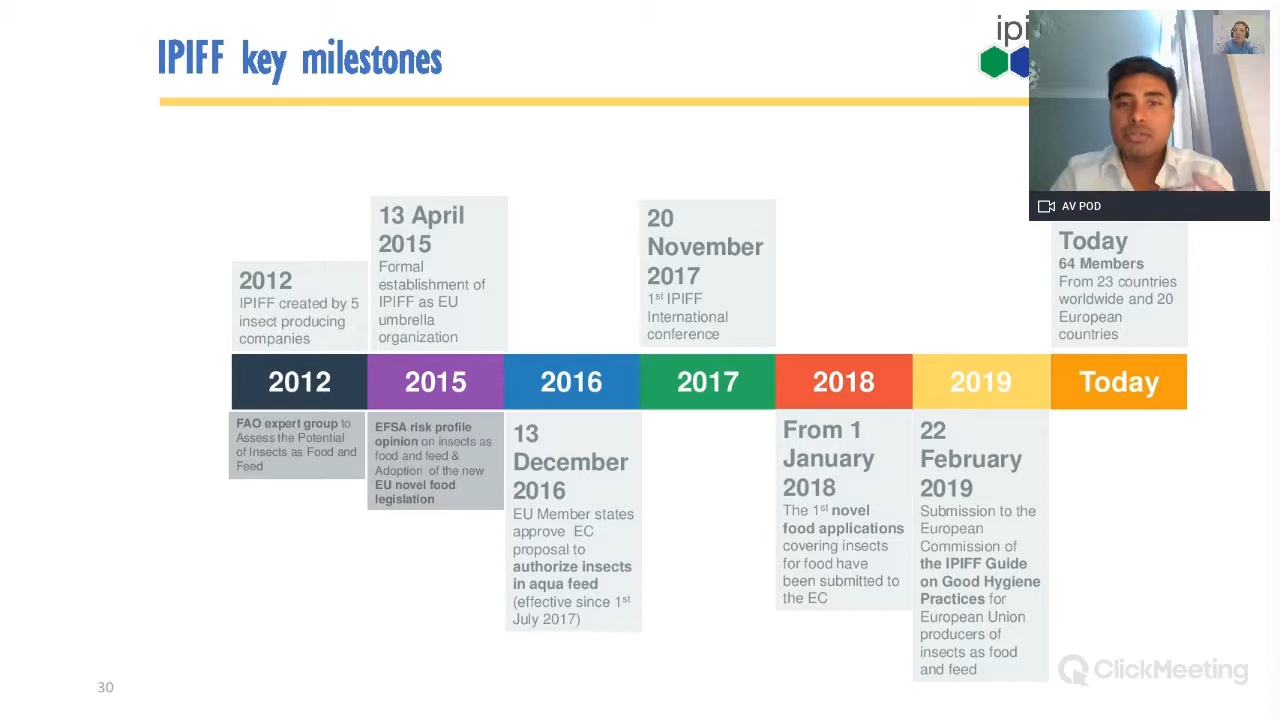 IPIFF key milestones
ipi
AV POD
2012
IPIFF created by 5
insect producing
companies
13 April
2015
Formal
establishment of
IPIFF as EU
umbrella
organization
20
November
2017
1st IPIFF
International
conference
Today
64 Members
From 23 countries
worldwide and 20
European
countries
2012
2015
2016
2017
2018
2019
Today
FAO expert group to
Assess the Potential
of Insects as Food and
Feed
EFSA risk profile
opinion on insects as
food and feed &
Adoption of the new
EU novel food
legislation
13
December
2016
EU Member states
approve EC
proposal to
authorize insects
in aqua feed
(effective since 1st
July 2017)
From 1
January
2018
The 1st novel
food applications
covering insects
for food have
been submitted to
the EC
22
February
2019
Submission to the
European
Commission of
the IPIFF Guide
on Good Hygiene
Practices for
European Union
producers of
insects as food
and feed
30
ClickMeeting